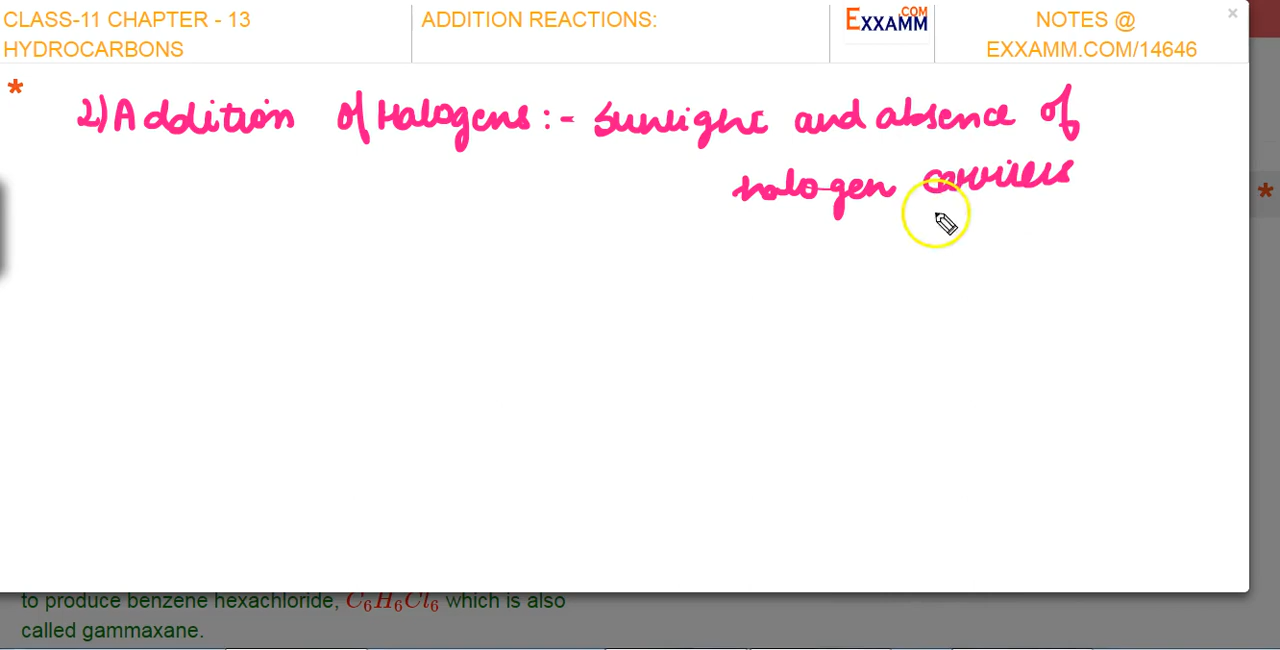 CLASS-11 CHAPTER - 13
HYDROCARBONS
ADDITION REACTIONS:
EXXAMM
.COM
NOTES @
EXXAMM.COM/14646
×
*
2) Addition of Halogens :- Sunlight and absence of
halogen carriers
*
to produce benzene hexachloride, C₆H₆Cl₆ which is also
called gammaxane.